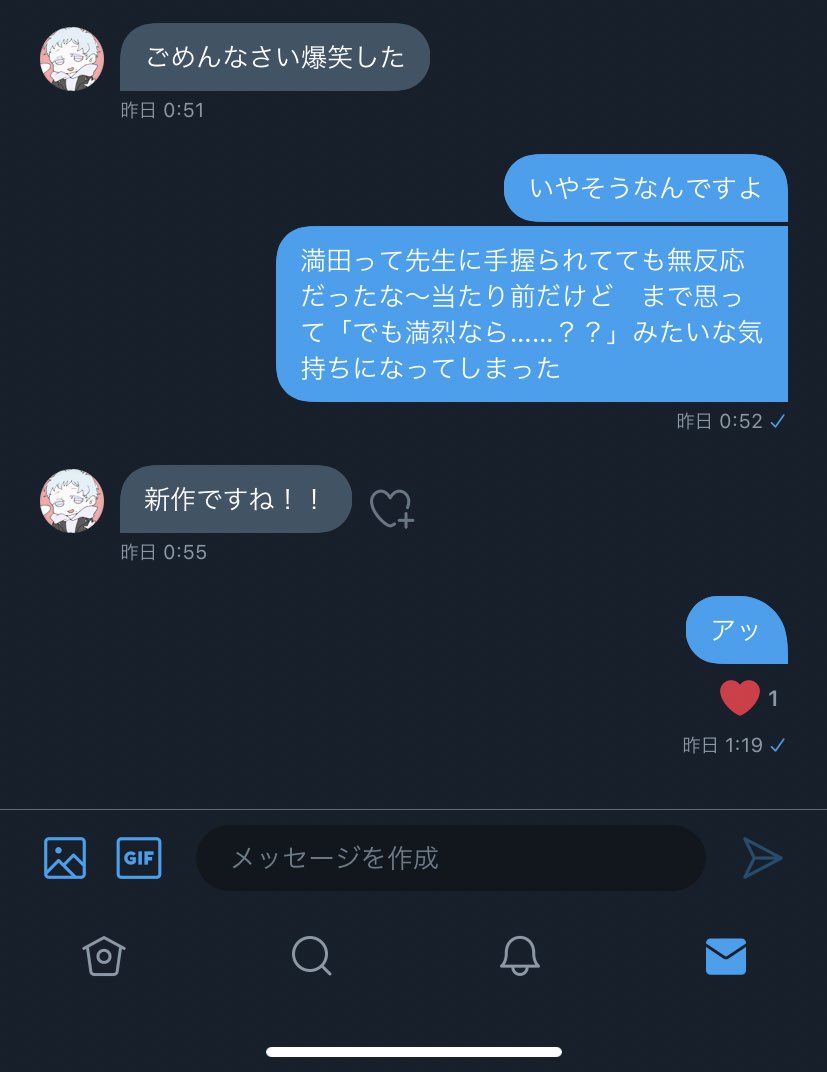 ごめんなさい爆笑した
昨日 0:51
いやそうなんですよ
満田って先生に手握られてても無反応
だったな〜当たり前だけど　まで思っ
て「でも満烈なら……？？」みたいな気
持ちになってしまった
昨日 0:52
新作ですね！！
昨日 0:55
アッ
1
昨日 1:19
GIF
メッセージを作成